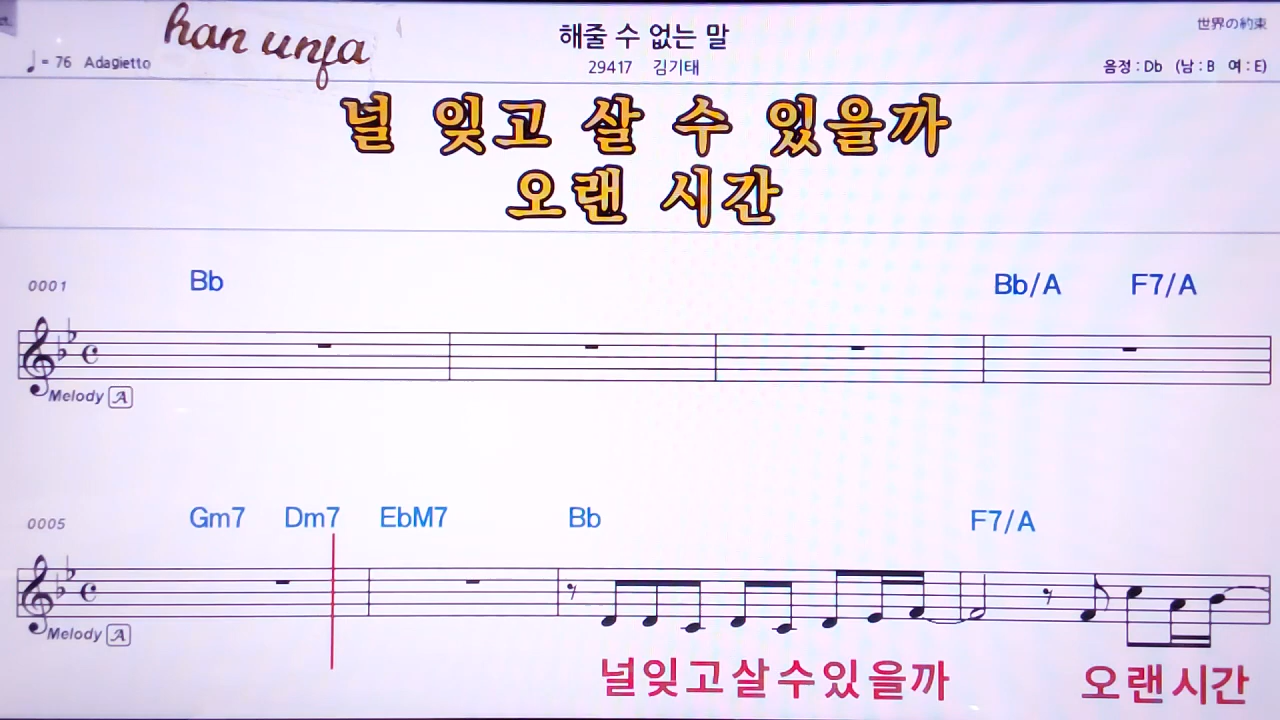 han unfa
해줄 수 없는 말
世界の約束
♩= 76 Adagietto
29417 김기태
음정 : Db (남 : B 여 : E)
널 잊고 살 수 있을까
오랜 시간
0001 Bb Bb/A F7/A
Melody A
0005 Gm7 Dm7 EbM7 Bb F7/A
Melody A
널잊고살수있을까 오랜시간